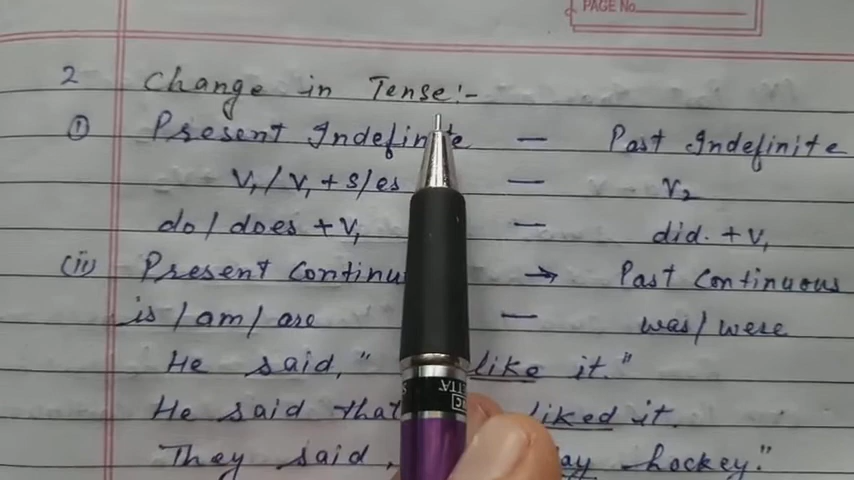 PAGE No.
2 Change in Tense:-
(i) Present Indefinite — Past Indefinite
V₁/V₁ + s/es — V₂
do/does + V₁ — did. + V₁
(ii) Present Continu → Past Continuous
is/am/are — was/were
He said, " like it."
He said that liked it.
They said, hockey."